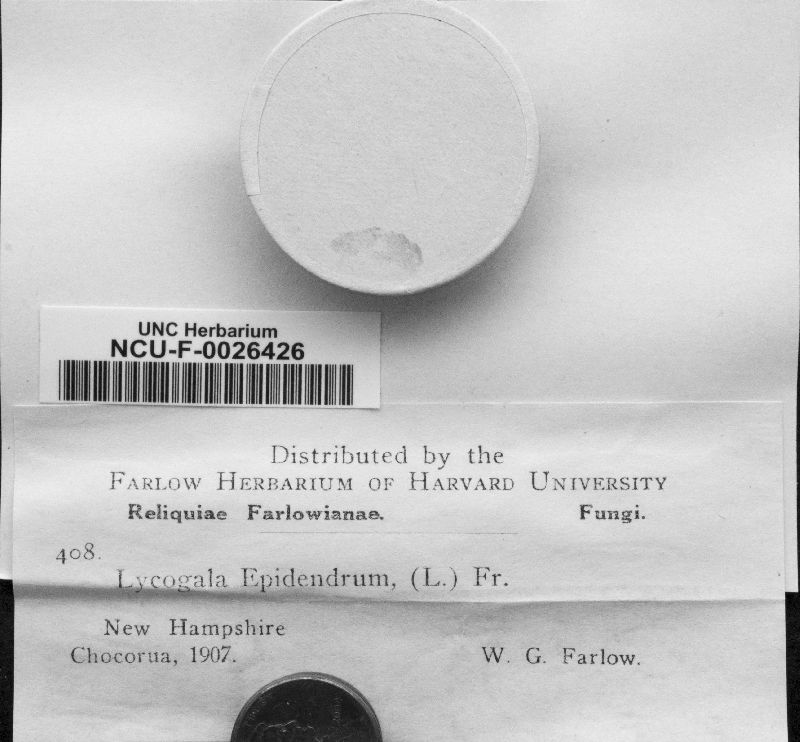 UNC Herbarium
NCU-F-0026426
Distributed by the
FARLOW HERBARIUM OF HARVARD UNIVERSITY
Reliquiae Farlowianae. Fungi.
408.
Lycogala Epidendrum, (L.) Fr.
New Hampshire
Chocorua, 1907. W. G. Farlow.